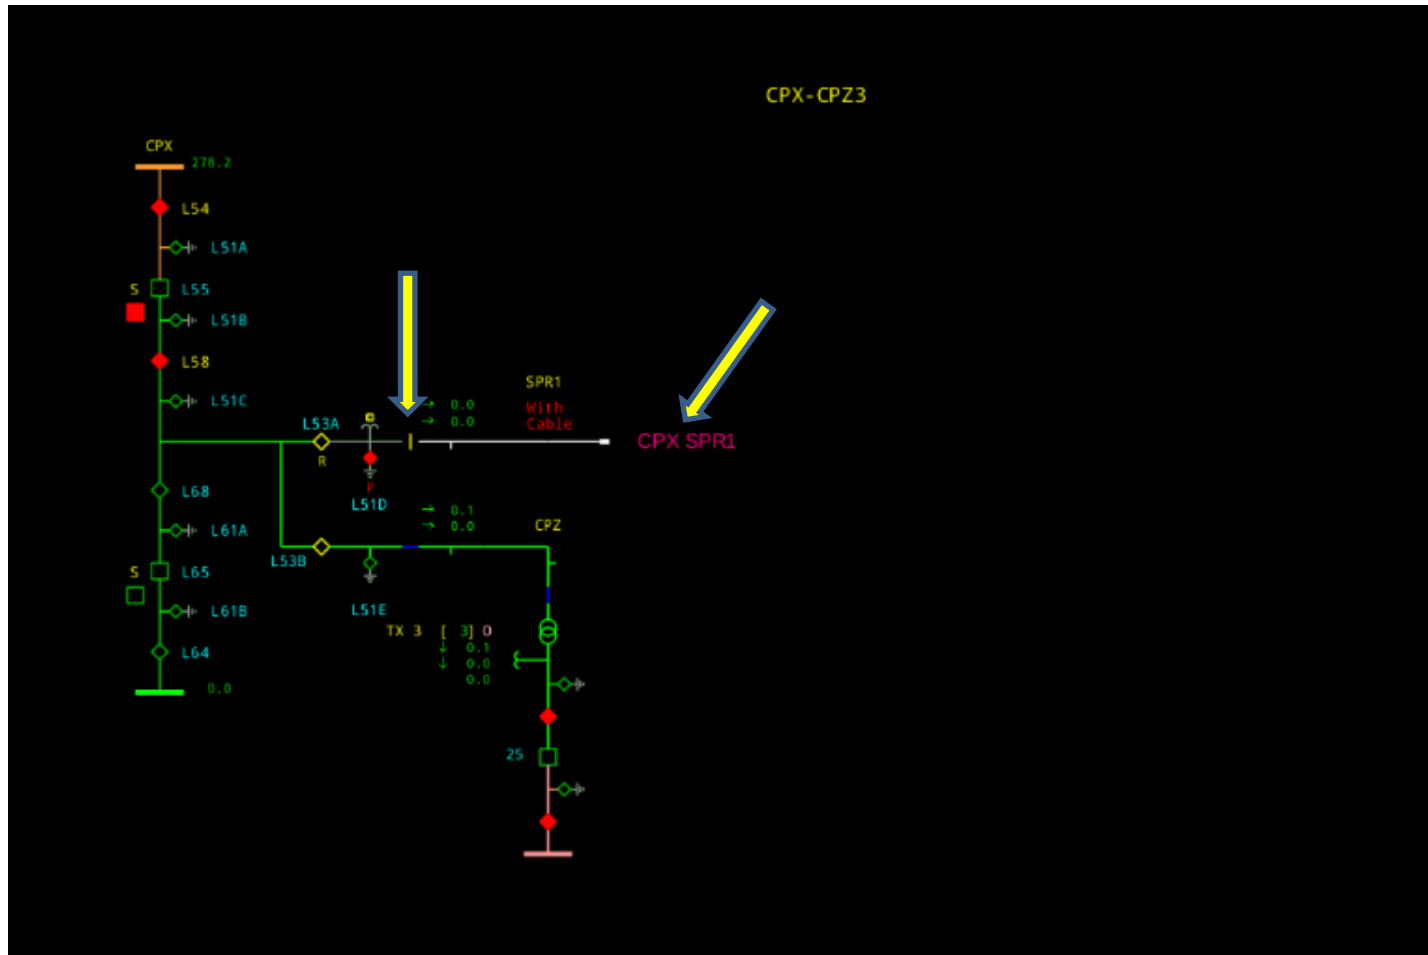 CPX-CPZ3
CPX
278.2
L54
L51A
S
L55
L51B
L58
L51C
L53A
R
P
L51D
→ 0.0
→ 0.0
SPR1
With
Cable
CPX SPR1
L68
L61A
S
L65
L61B
L64
0.0
L53B
L51E
→ 0.1
→ 0.0
CPZ
TX 3 [ 3] O
↓ 0.1
↓ 0.0
0.0
25